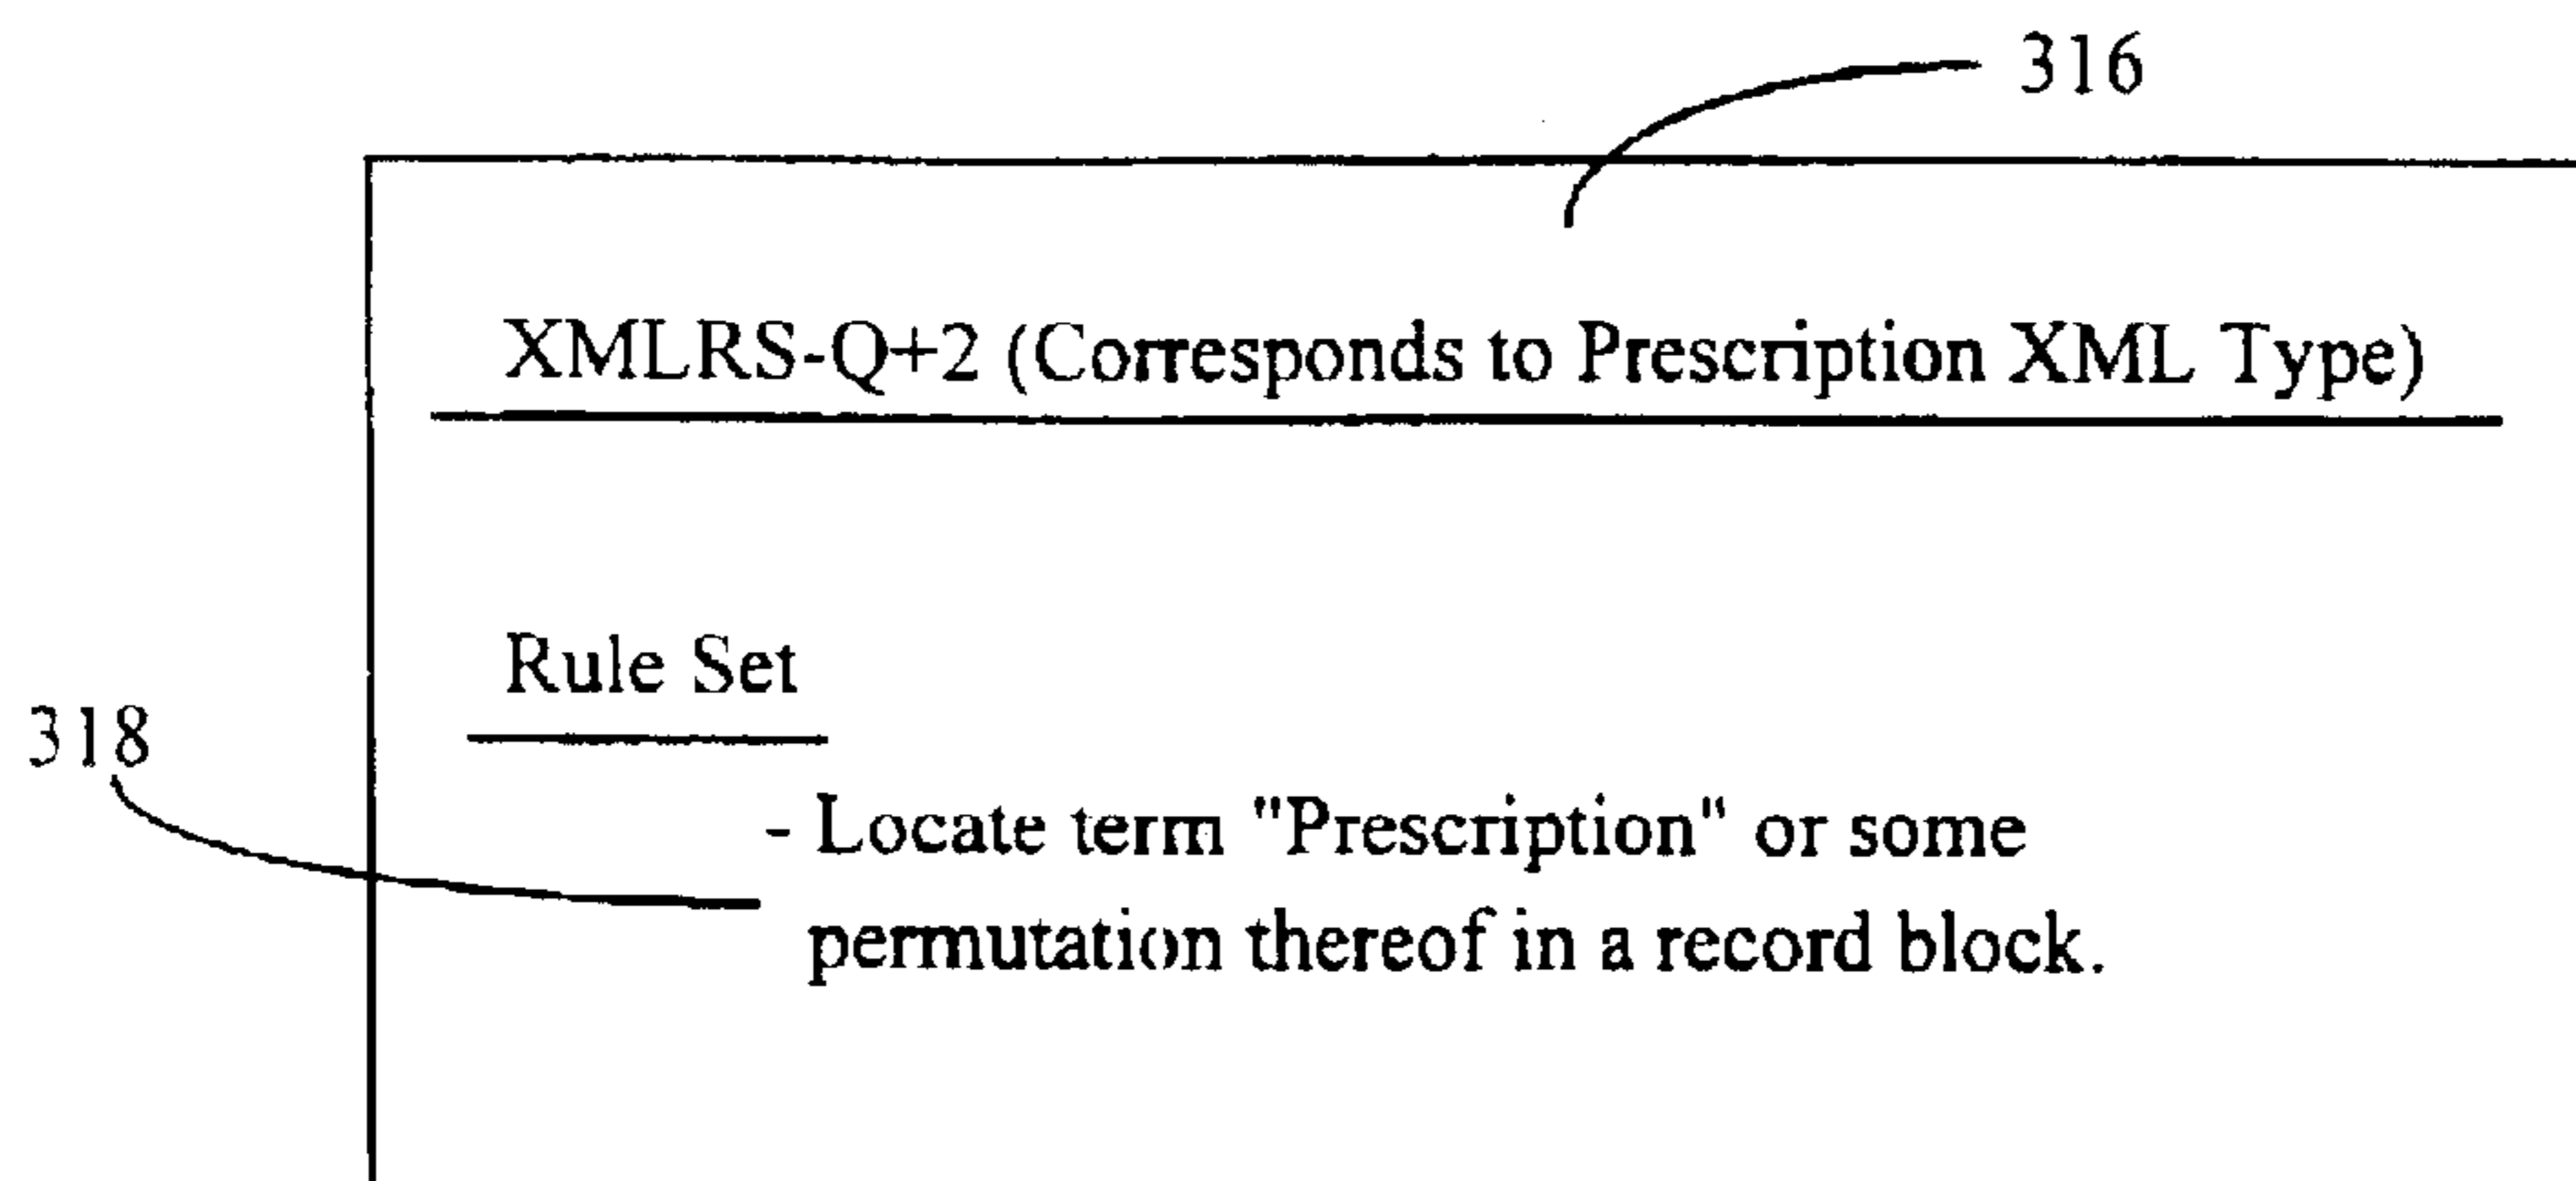 316
XMLRS-Q+2 (Corresponds to Prescription XML Type)
Rule Set
318
- Locate term "Prescription" or some
permutation thereof in a record block.